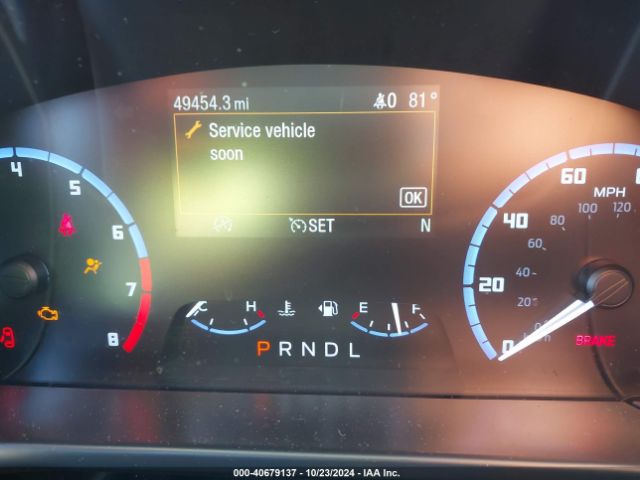 49454.3 mi
0 81°
Service vehicle
soon
OK
SET N
4
5
6
7
8
C H
E F
P R N D L
0
20
40
60
MPH
20
40
60
80
100
120
BRAKE
000-40679137 - 10/23/2024 - IAA Inc.